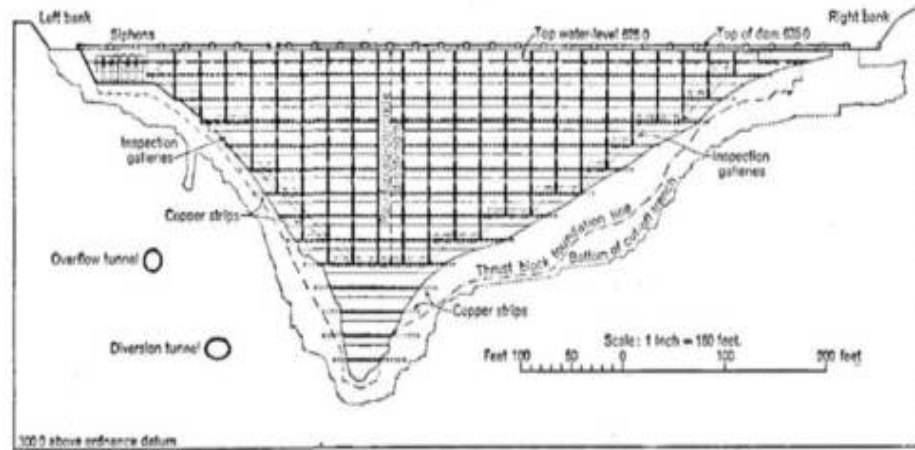 Left bank
Right bank
Siphons
Top water-level
Top of dam
Inspection
galleries
Inspection
galleries
Copper strips
Thrust block foundation line
Bottom of cut-off trench
Overflow tunnel
Copper strips
Diversion tunnel
Scale: 1 inch = 150 feet.
Feet 100 50 0 100 200 feet
above ordnance datum